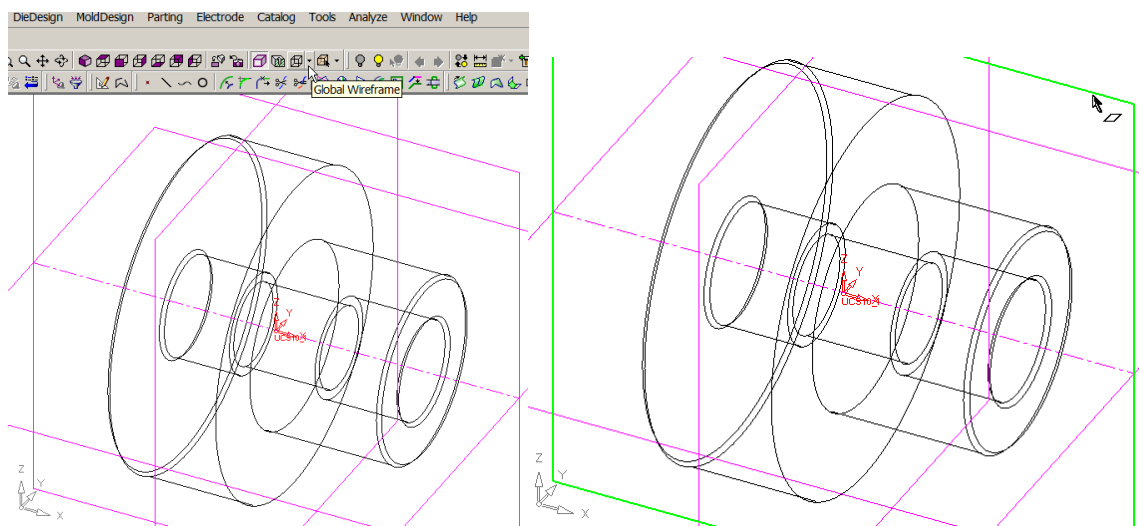 DieDesign MoldDesign Parting Electrode Catalog Tools Analyze Window Help
Global Wireframe
Z
Y
X
Z
Y
X
Z
Y
X
Z
Y
X